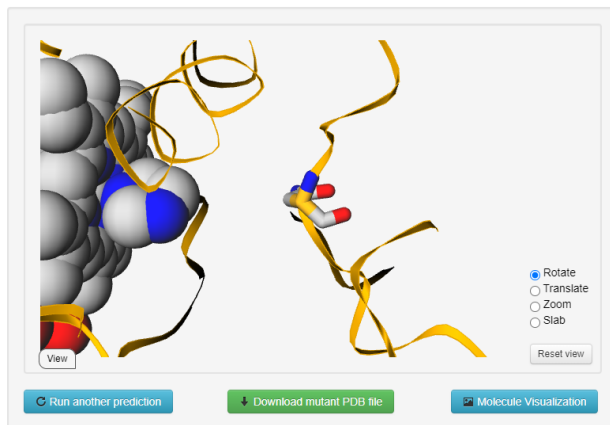 Rotate
Translate
Zoom
Slab
View
Reset view
Run another prediction
Download mutant PDB file
Molecule Visualization